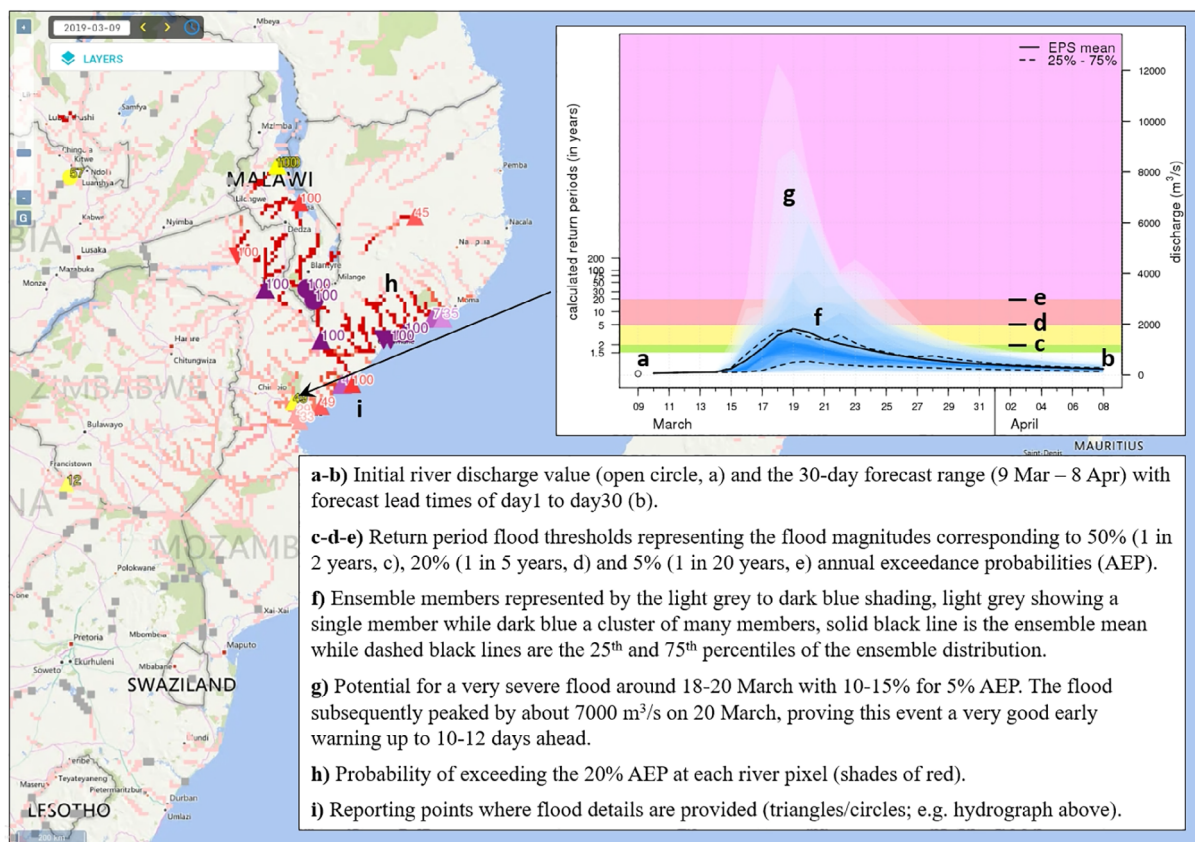 2019-03-09
LAYERS
Mbeya
Samfya
Kitwe
57
Luanshya
Mzimba
MALAWI
Lilongwe
100
45
Pemba
Nacala
Nyimba
Dedza
Kabwe
Lusaka
Mazabuka
Monze
100
Blantyre
Milange
h
100
100
100
Moma
7
35
100
100
100
Harare
Chitungwiza
ZIMBABWE
100
49
33
i
Bulawayo
Francistown
12
MOZAMB
Polokwane
Xai-Xai
Pretoria
Mbombela
Maputo
Soweto
Ekurhuleni
Mbabane
SWAZILAND
Teyateyaneng
Maseru
Pietermaritzburg
Durban
Umlazi
LESOTHO
200 km
G
Saint-Denis
MAURITIUS
EPS mean
25% - 75%
calculated return periods (in years)
200
100
75
50
30
20
10
5
2
1.5
12000
10000
8000
6000
4000
2000
0
discharge (m³/s)
g
f
e
d
c
a
b
09 11 13 15 17 19 21 23 25 27 29 31 02 04 06 08
March April
a-b) Initial river discharge value (open circle, a) and the 30-day forecast range (9 Mar – 8 Apr) with
forecast lead times of day1 to day30 (b).
c-d-e) Return period flood thresholds representing the flood magnitudes corresponding to 50% (1 in
2 years, c), 20% (1 in 5 years, d) and 5% (1 in 20 years, e) annual exceedance probabilities (AEP).
f) Ensemble members represented by the light grey to dark blue shading, light grey showing a
single member while dark blue a cluster of many members, solid black line is the ensemble mean
while dashed black lines are the 25th and 75th percentiles of the ensemble distribution.
g) Potential for a very severe flood around 18-20 March with 10-15% for 5% AEP. The flood
subsequently peaked by about 7000 m³/s on 20 March, proving this event a very good early
warning up to 10-12 days ahead.
h) Probability of exceeding the 20% AEP at each river pixel (shades of red).
i) Reporting points where flood details are provided (triangles/circles; e.g. hydrograph above).